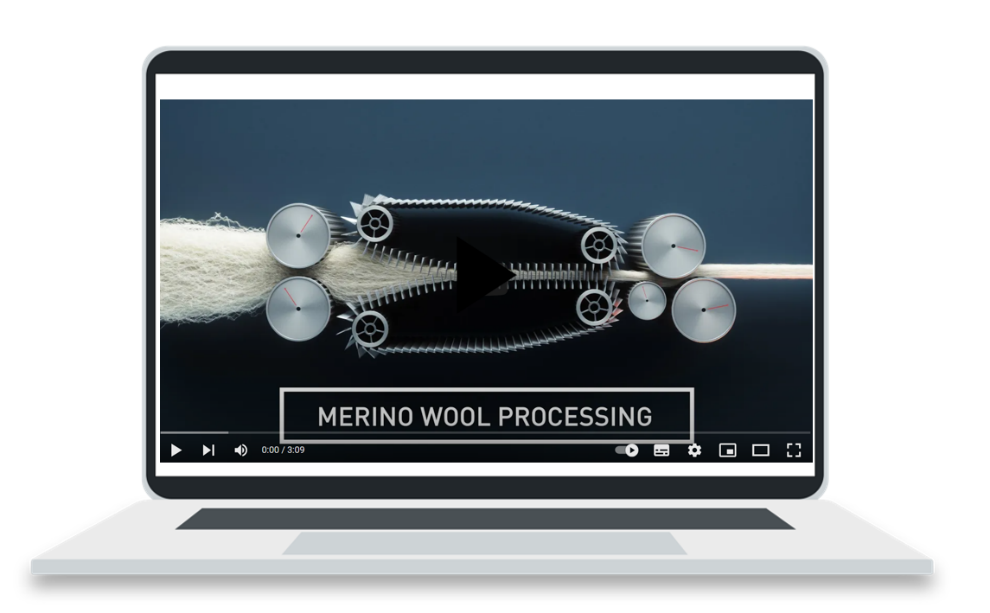 MERINO WOOL PROCESSING
0:00 / 3:09